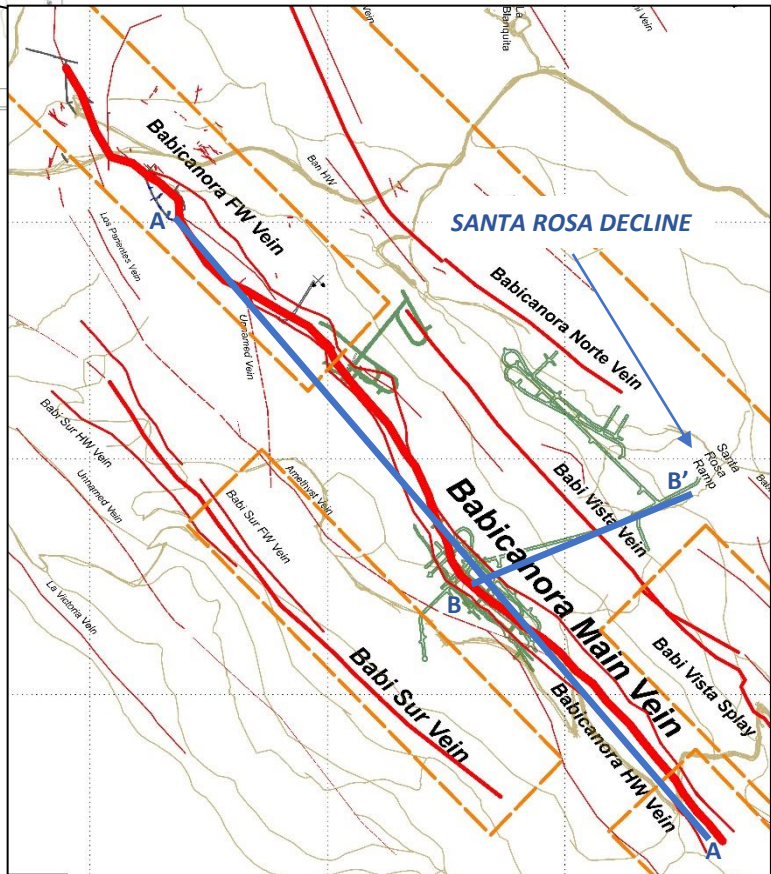 La
Blanquita
Vein
bi Vein
Babicanora FW Vein
Ban HW
A'
Los Parientes Vein
SANTA ROSA DECLINE
Babicanora Norte Vein
Unnamed Vein
Babi Sur HW Vein
Unnamed Vein
Amethyst Vein
Babi Sur FW Vein
Santa
Rosa
Ramp
B'
Babi Vista Vein
La Victoria Vein
B
Babicanora Main Vein
Babi Sur Vein
Babicanora HW Vein
Babi Vista Splay
A